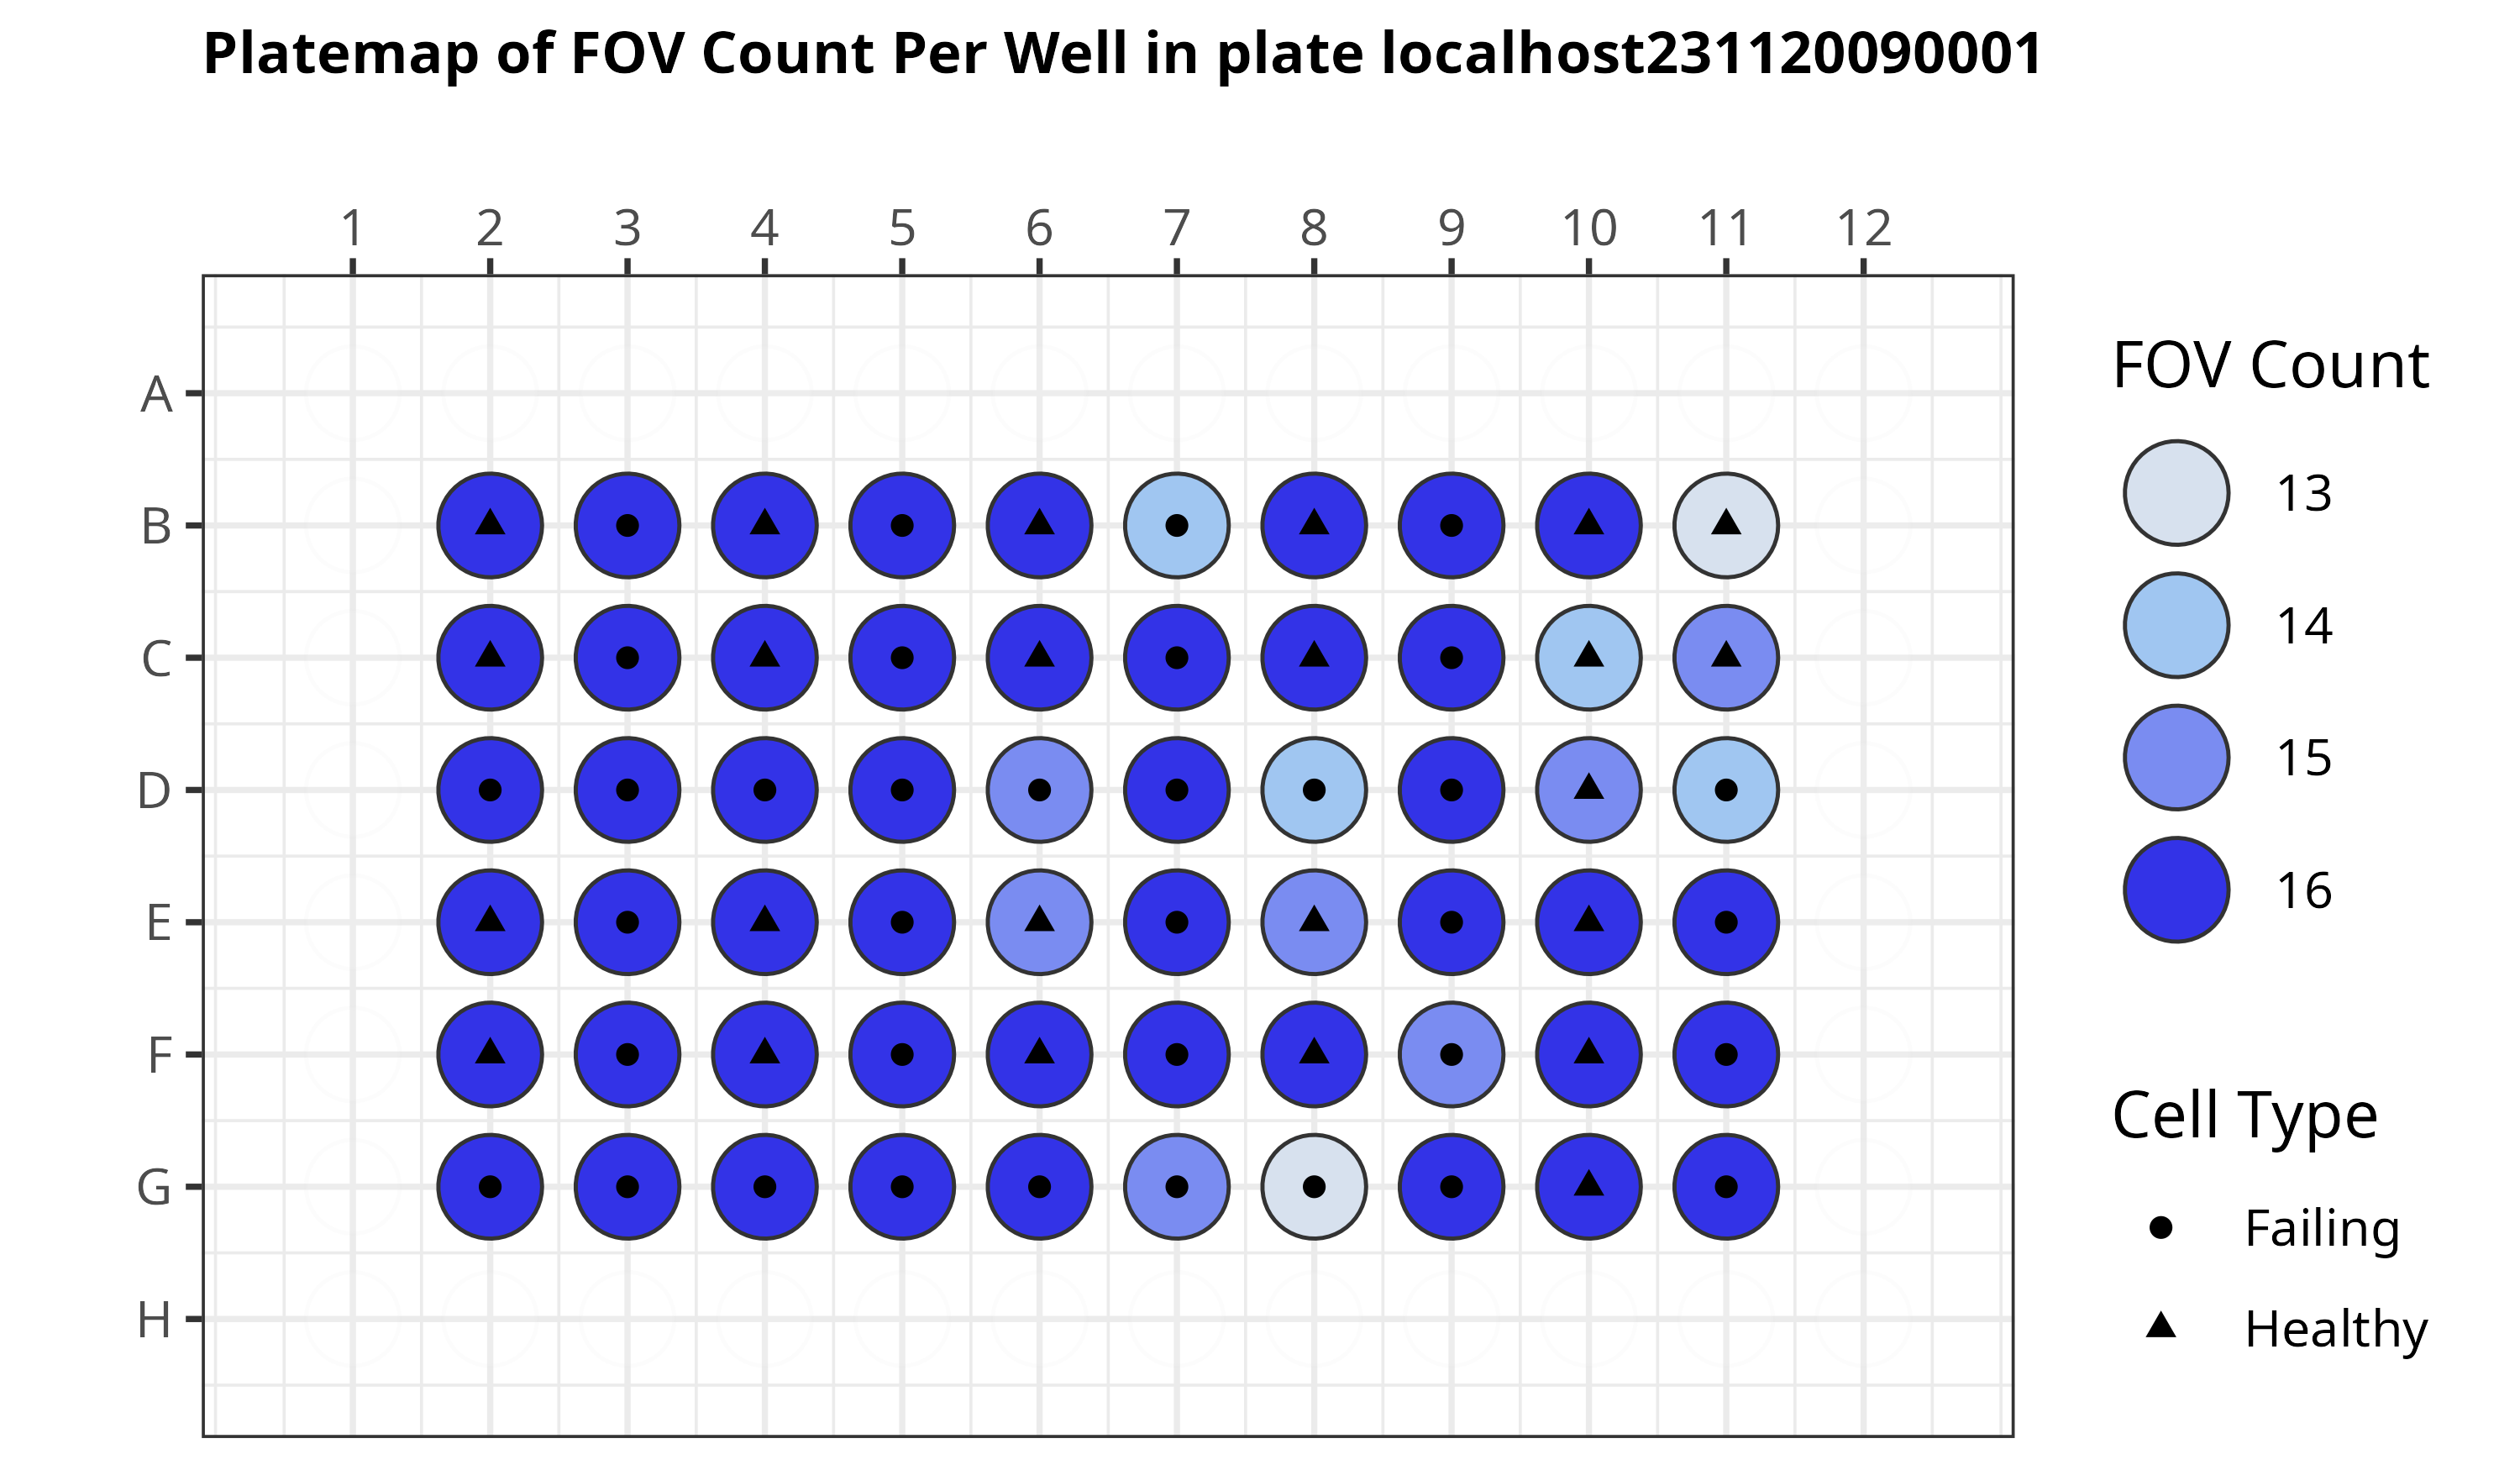 Platemap of FOV Count Per Well in plate localhost231120090001
1 2 3 4 5 6 7 8 9 10 11 12
A
B
C
D
E
F
G
H
FOV Count
13
14
15
16
Cell Type
Failing
Healthy